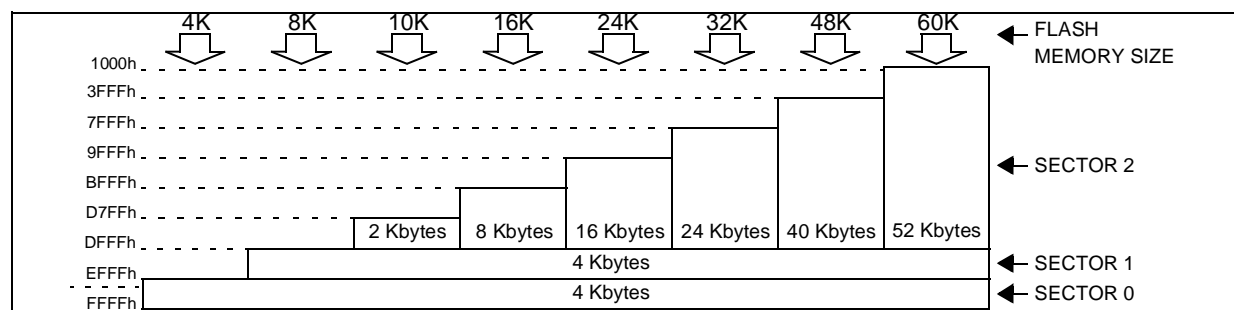 4K 8K 10K 16K 24K 32K 48K 60K
FLASH
MEMORY SIZE
1000h
3FFFh
7FFFh
9FFFh
SECTOR 2
BFFFh
D7FFh
2 Kbytes 8 Kbytes 16 Kbytes 24 Kbytes 40 Kbytes 52 Kbytes
DFFFh
4 Kbytes SECTOR 1
EFFFh
4 Kbytes SECTOR 0
FFFFh